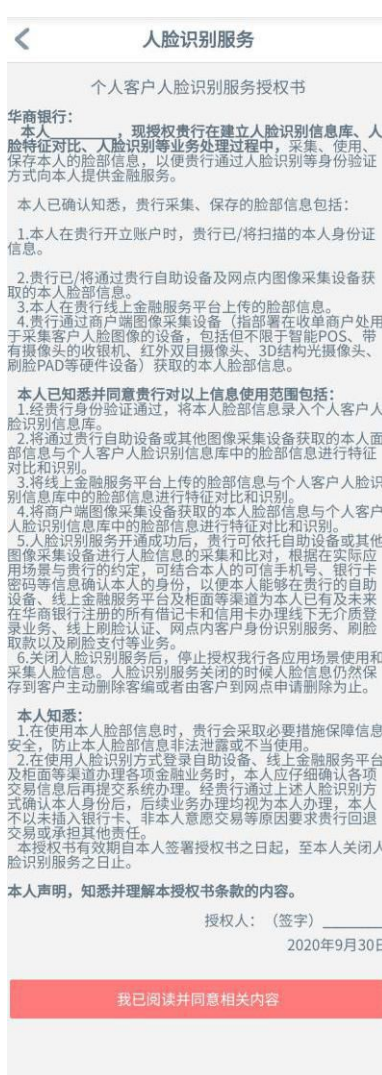 人脸识别服务
个人客户人脸识别服务授权书
华商银行:
本人________，现授权贵行在建立人脸识别信息库、人
脸特征对比、人脸识别等业务处理过程中，采集、使用、
保存本人的脸部信息，以便贵行通过人脸识别等身份验证
方式向本人提供金融服务。
本人已确认知悉，贵行采集、保存的脸部信息包括：
1.本人在贵行开立账户时，贵行已/将扫描的本人身份证
信息。
2.贵行已/将通过贵行自助设备及网点内图像采集设备获
取的本人脸部信息。
3.本人在贵行线上金融服务平台上传的脸部信息。
4.贵行通过商户端图像采集设备（指部署在收单商户处用
于采集客户人脸图像的设备，包括但不限于智能POS、带
有摄像头的收银机、红外双目摄像头、3D结构光摄像头、
刷脸PAD等硬件设备）获取的本人脸部信息。
本人已知悉并同意贵行对以上信息使用范围包括：
1.经贵行身份验证通过，将本人脸部信息录入个人客户人
脸识别信息库。
2.将通过贵行自助设备或其他图像采集设备获取的本人面
部信息与个人客户人脸识别信息库中的脸部信息进行特征
对比和识别。
3.将线上金融服务平台上传的脸部信息与个人客户人脸识
别信息库中的脸部信息进行特征对比和识别。
4.将商户端图像采集设备获取的本人脸部信息与个人客户
人脸识别信息库中的脸部信息进行特征对比和识别。
5.人脸识别服务开通成功后，贵行可依托自助设备或其他
图像采集设备进行人脸信息的采集和比对，根据在实际应
用场景与贵行的约定，可结合本人的可信手机号、银行卡
密码等信息确认本人的身份，以便本人能够在贵行的自助
设备、线上金融服务平台及柜面等渠道为本人已有及未来
在华商银行注册的所有借记卡和信用卡办理线下无介质登
录业务、线上刷脸认证、网点内客户身份识别服务、刷脸
取款以及刷脸支付等业务。
6.关闭人脸识别服务后，停止授权我行各应用场景使用和
采集人脸信息。人脸识别服务关闭的时候人脸信息仍然保
存到客户主动删除客编或者由客户到网点申请删除为止。
本人知悉：
1.在使用本人脸部信息时，贵行会采取必要措施保障信息
安全，防止本人脸部信息非法泄露或不当使用。
2.在使用人脸识别方式登录自助设备、线上金融服务平台
及柜面等渠道办理各项金融业务时，本人应仔细确认各项
交易信息后再提交系统办理。经贵行通过上述人脸识别方
式确认本人身份后，后续业务办理均视为本人办理，本人
不以未插入银行卡、非本人意愿交易等原因要求贵行回退
交易或承担其他责任。
本授权书有效期自本人签署授权书之日起，至本人关闭人
脸识别服务之日止。
本人声明，知悉并理解本授权书条款的内容。
授权人：（签字）________
2020年9月30日
我已阅读并同意相关内容